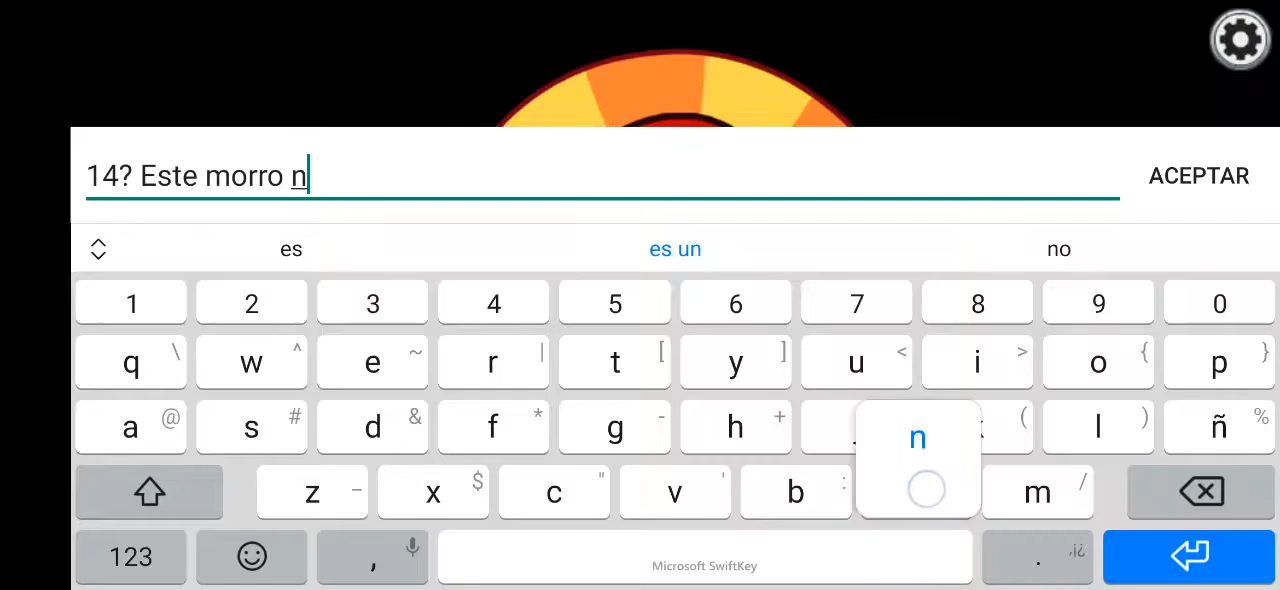 14? Este morro n
ACEPTAR
es es un no
1 2 3 4 5 6 7 8 9 0
q \ w ^ e ~ r | t [ y ] u < i > o { p }
a @ s # d & f * g - h + ( l ) ñ %
z _ x $ c " v ' b : n m /
123 , Microsoft SwiftKey . ,¡¿